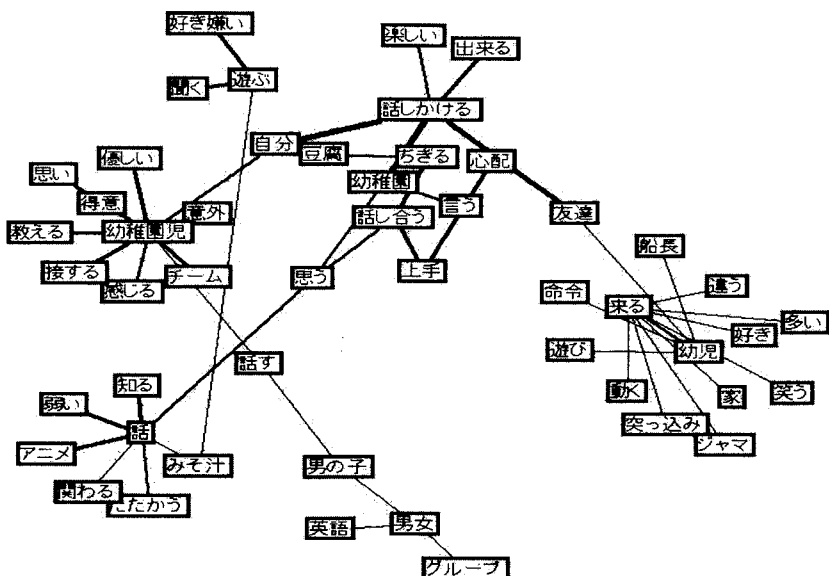 好き嫌い
楽しい
出来る
遊ぶ
聞く
話しかける
自分
豆腐
ちぎる
心配
優しい
思い
幼稚園
得意
意外
言う
友達
教える
幼稚園児
話し合う
接する
感じる
チーム
思う
上手
船長
命令
来る
違う
好き
多い
遊び
幼児
話す
知る
動く
家
笑う
弱い
話
突っ込み
ジャマ
アニメ
みそ汁
関わる
たたかう
男の子
英語
男女
グループ